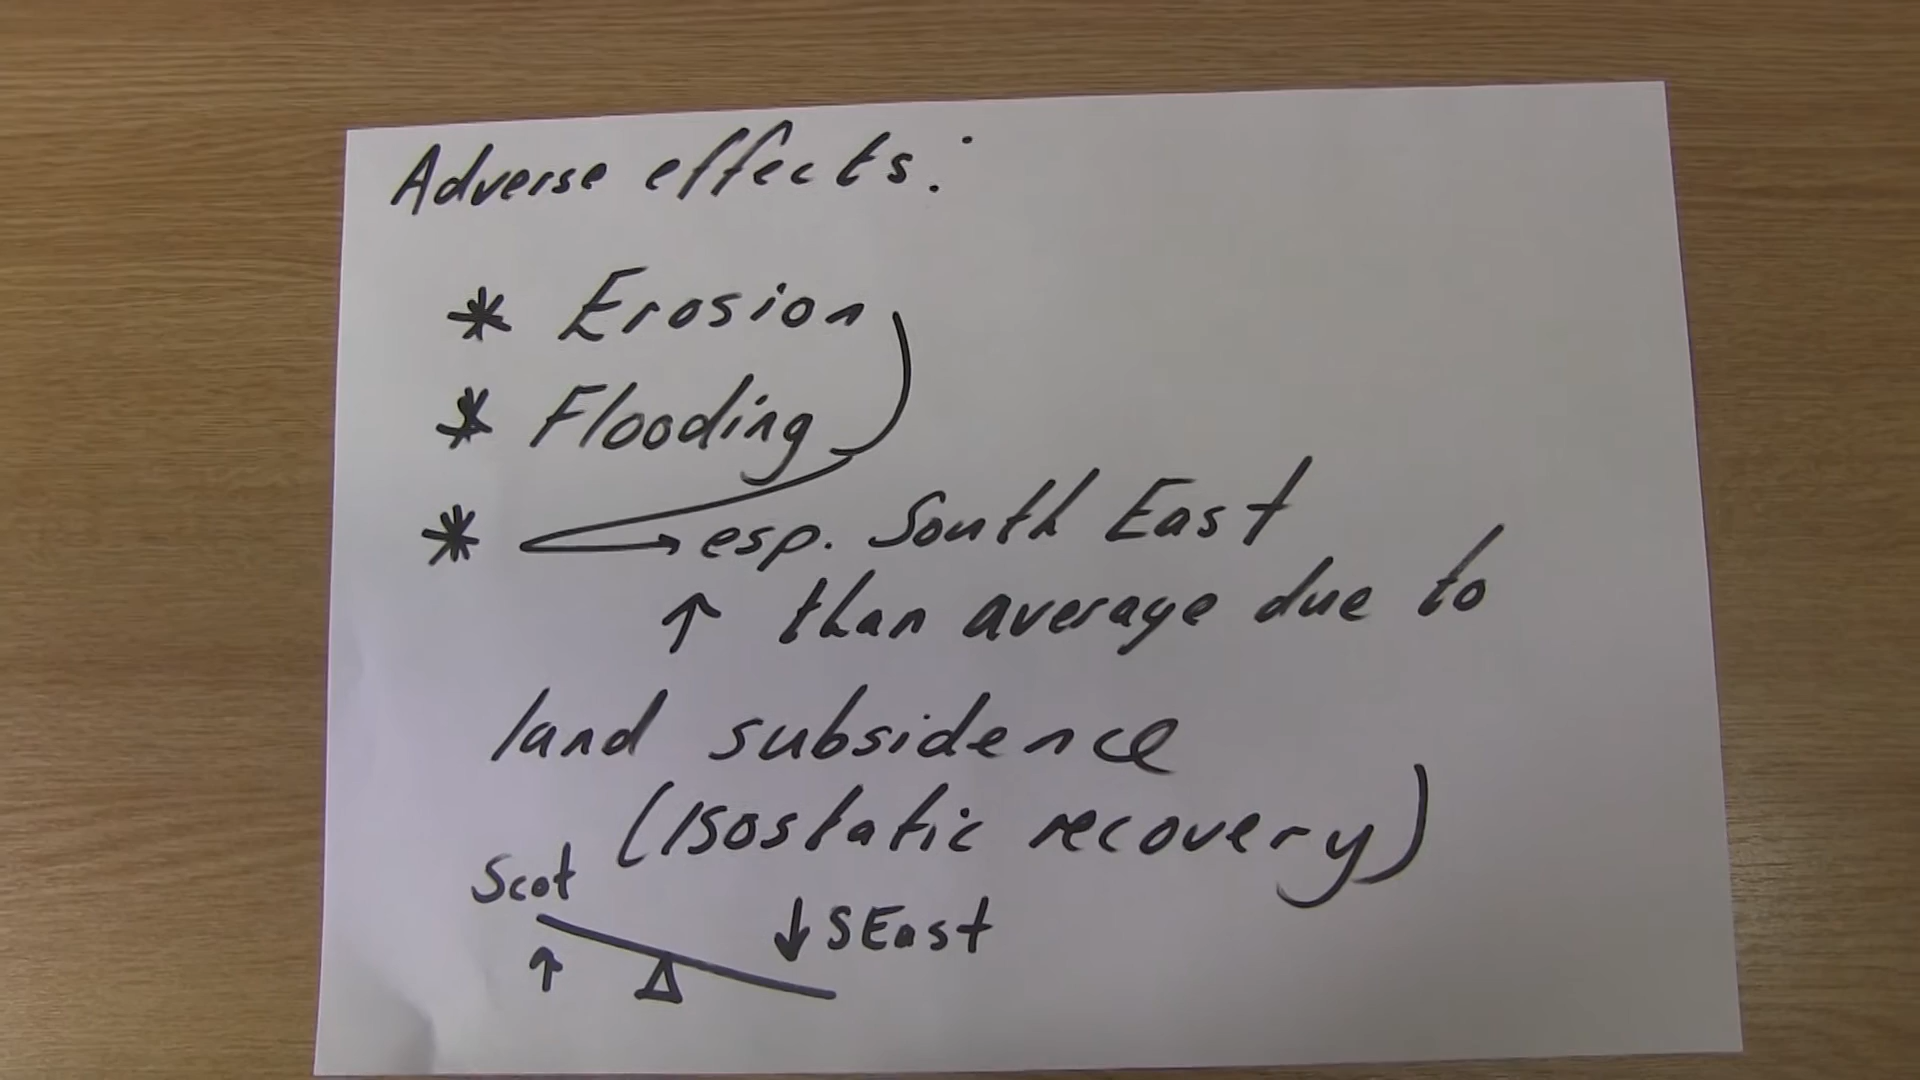 Adverse effects:
* Erosion
* Flooding
* → esp. South East
↑ than average due to
land subsidence
(Isostatic recovery)
Scot
↓ SEast
↑ Δ